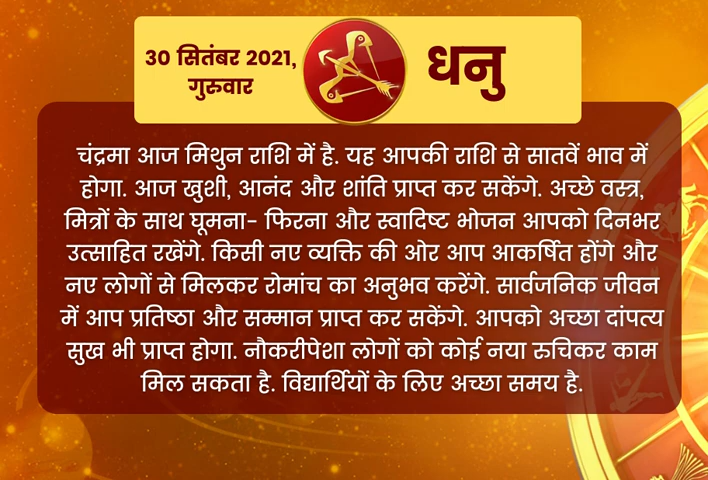 30 सितंबर 2021,
गुरुवार
धनु
चंद्रमा आज मिथुन राशि में है. यह आपकी राशि से सातवें भाव में
होगा. आज खुशी, आनंद और शांति प्राप्त कर सकेंगे. अच्छे वस्त्र,
मित्रों के साथ घूमना- फिरना और स्वादिष्ट भोजन आपको दिनभर
उत्साहित रखेंगे. किसी नए व्यक्ति की ओर आप आकर्षित होंगे और
नए लोगों से मिलकर रोमांच का अनुभव करेंगे. सार्वजनिक जीवन
में आप प्रतिष्ठा और सम्मान प्राप्त कर सकेंगे. आपको अच्छा दांपत्य
सुख भी प्राप्त होगा. नौकरीपेशा लोगों को कोई नया रुचिकर काम
मिल सकता है. विद्यार्थियों के लिए अच्छा समय है.